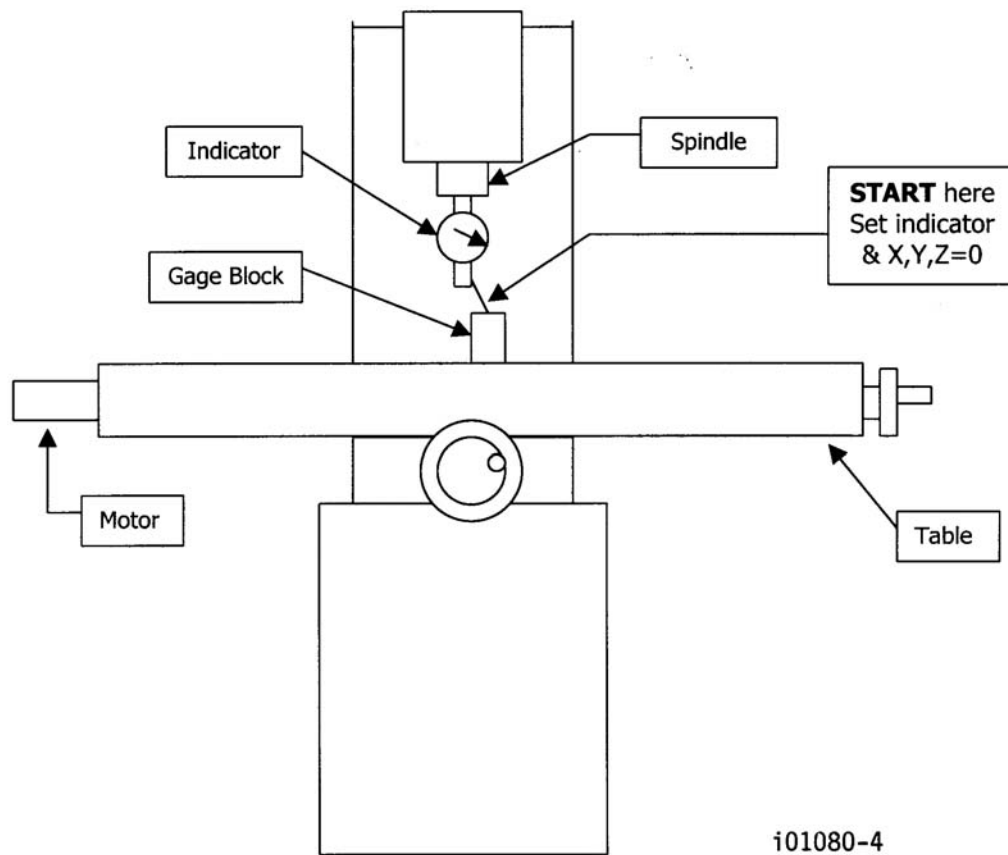 Indicator
Spindle
START here
Set indicator
& X,Y,Z=0
Gage Block
Motor
Table
i01080-4